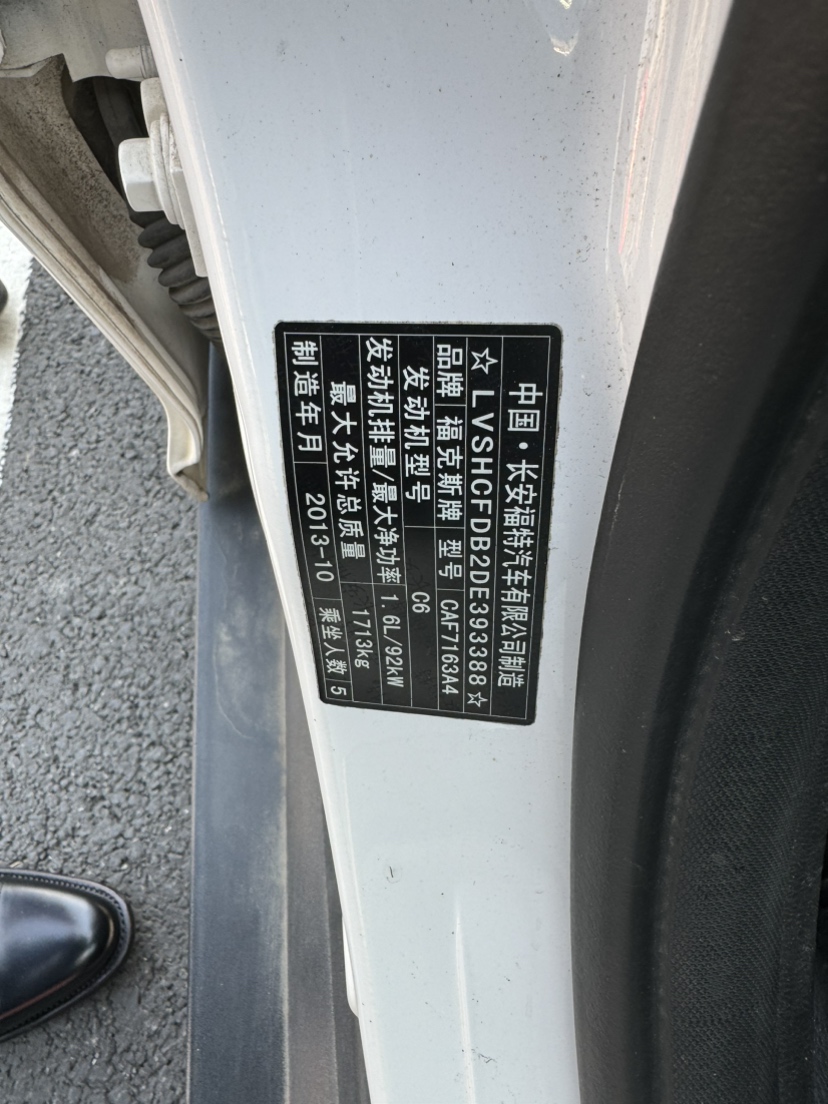 中国·长安福特汽车有限公司制造
☆LVSHCFDB2DE393388☆
品牌 福克斯牌 型号 CAF7163A4
发动机型号 C6
发动机排量/最大净功率 1.6L/92kW
最大允许总质量 1713kg
制造年月 2013-10 乘坐人数 5